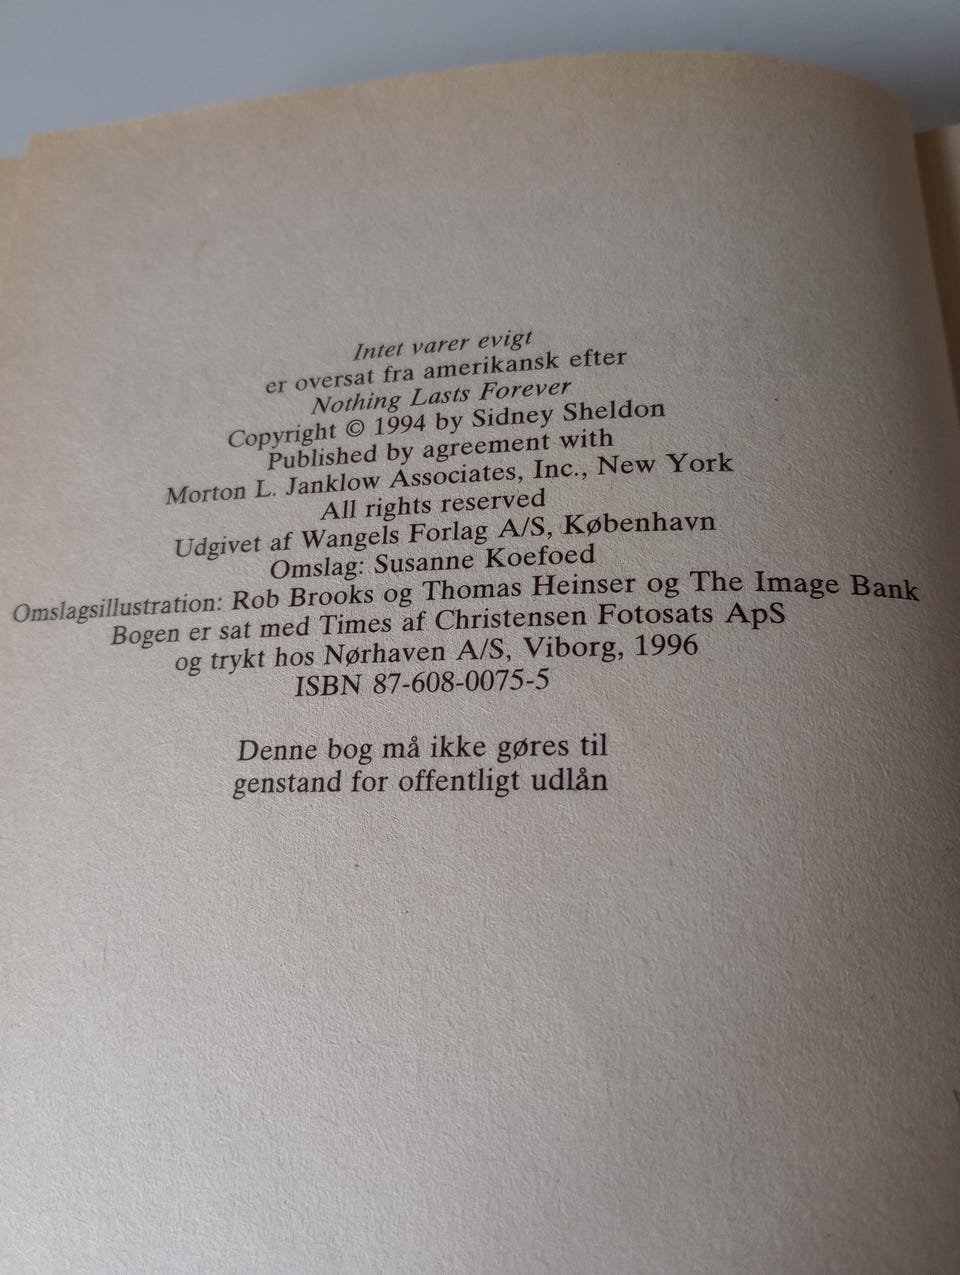 Intet varer evigt
er oversat fra amerikansk efter
Nothing Lasts Forever
Copyright © 1994 by Sidney Sheldon
Published by agreement with
Morton L. Janklow Associates, Inc., New York
All rights reserved
Udgivet af Wangels Forlag A/S, København
Omslag: Susanne Koefoed
Omslagsillustration: Rob Brooks og Thomas Heinser og The Image Bank
Bogen er sat med Times af Christensen Fotosats ApS
og trykt hos Nørhaven A/S, Viborg, 1996
ISBN 87-608-0075-5
Denne bog må ikke gøres til
genstand for offentligt udlån